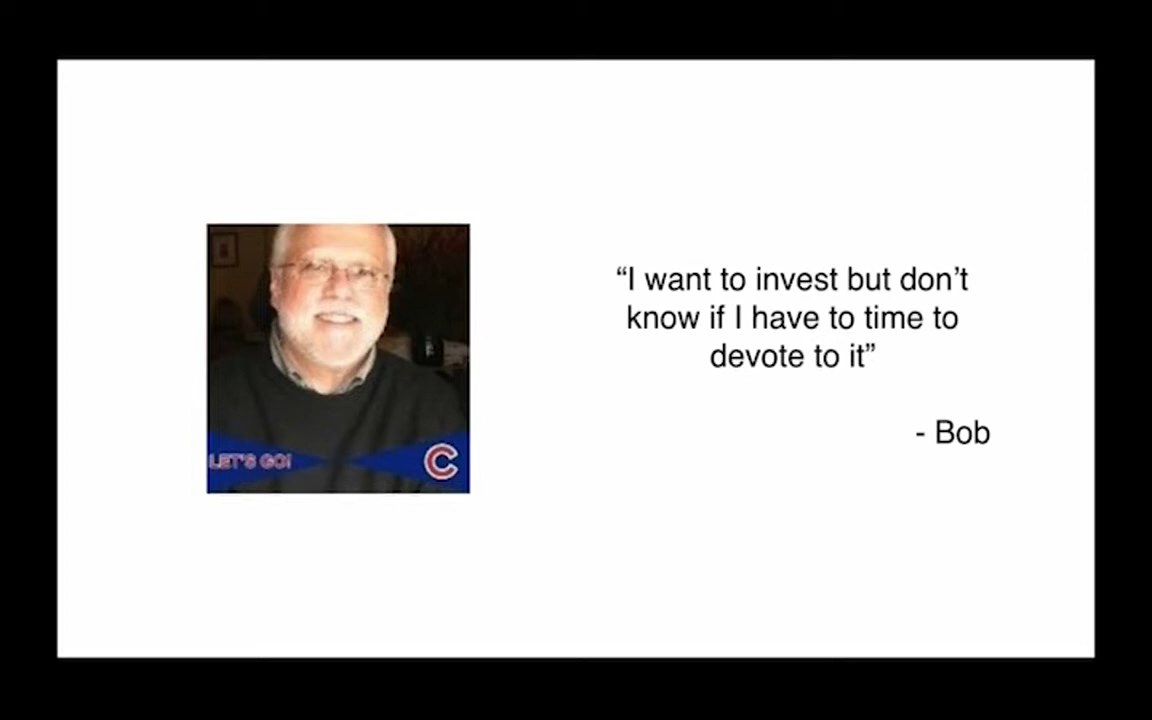 LET'S GO!
C
“I want to invest but don’t
know if I have to time to
devote to it”
- Bob